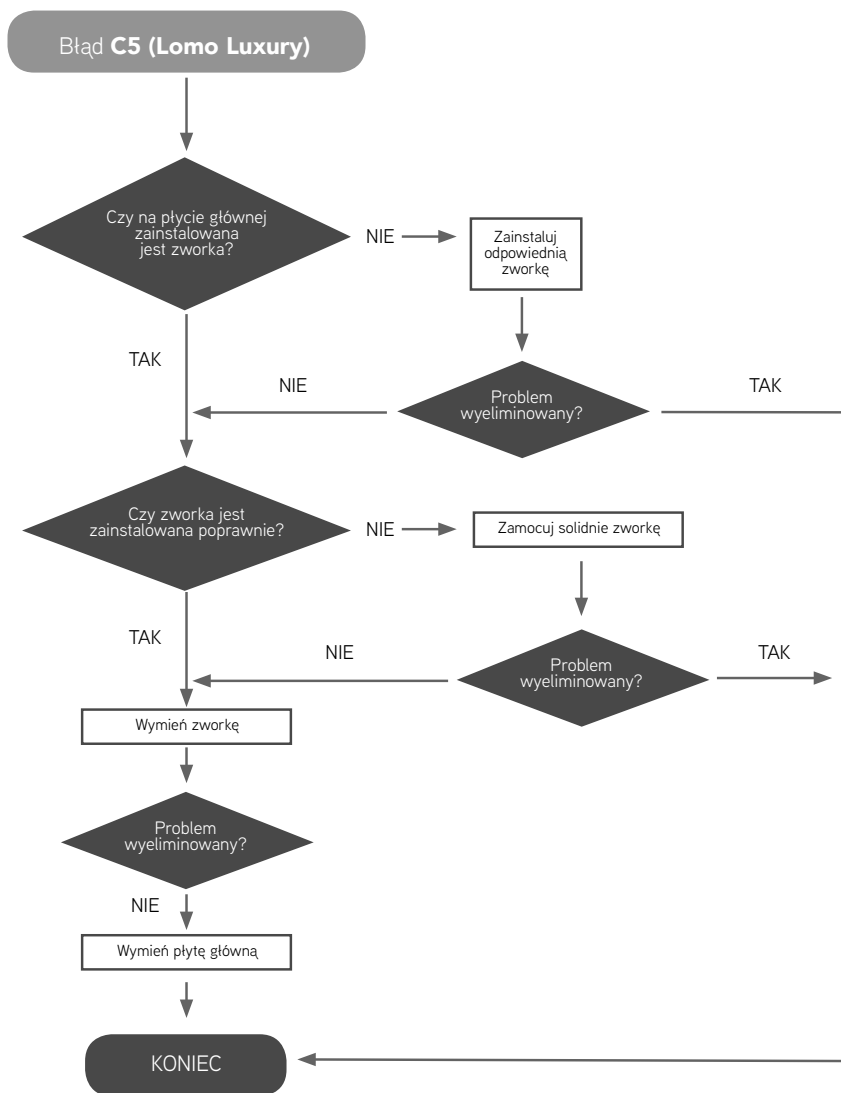 Błąd C5 (Lomo Luxury)
Czy na płycie głównej
zainstalowana
jest zworka?
NIE
Zainstaluj
odpowiednią
zworkę
TAK
NIE
Problem
wyeliminowany?
TAK
Czy zworka jest
zainstalowana poprawnie?
NIE
Zamocuj solidnie zworkę
TAK
NIE
Problem
wyeliminowany?
TAK
Wymień zworkę
Problem
wyeliminowany?
NIE
Wymień płytę główną
KONIEC